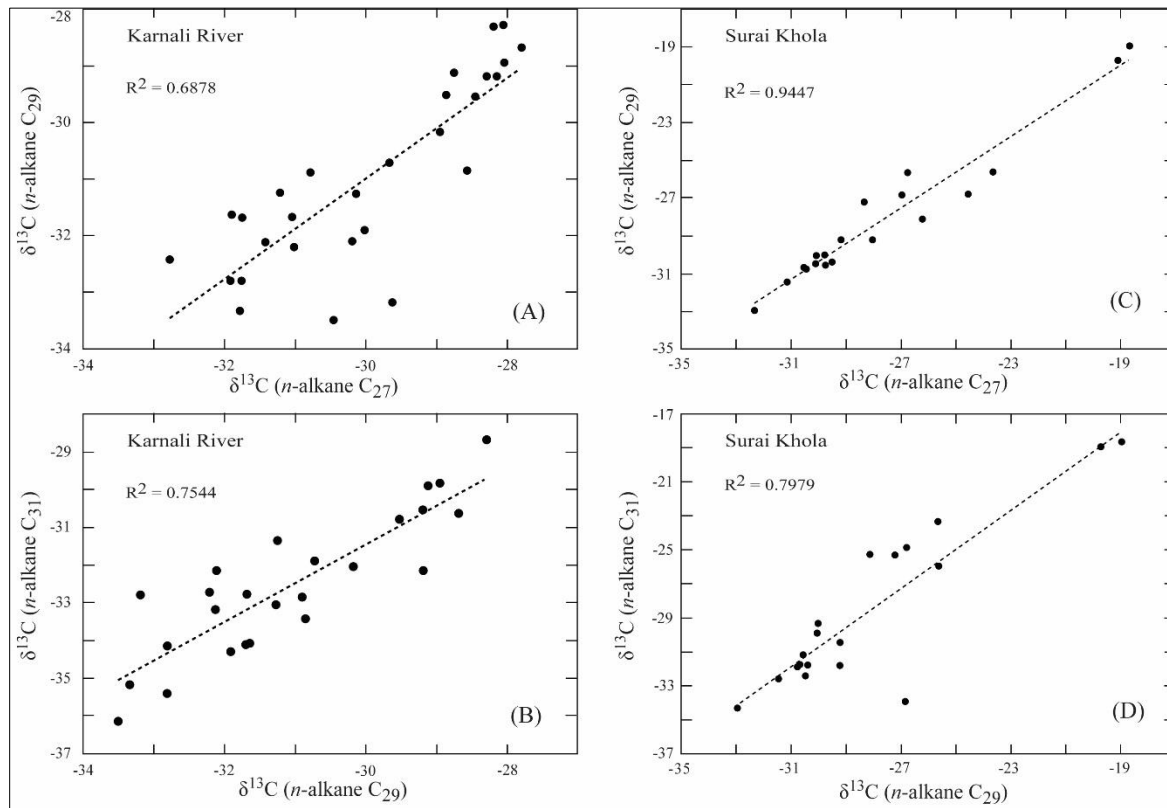 Karnali River
R² = 0.6878
(A)
-28
-30
-32
-34
δ¹³C (n-alkane C₂₉)
-34
-32
-30
-28
δ¹³C (n-alkane C₂₇)
Surai Khola
R² = 0.9447
(C)
-19
-23
-27
-31
-35
δ¹³C (n-alkane C₂₉)
-35
-31
-27
-23
-19
δ¹³C (n-alkane C₂₇)
Karnali River
R² = 0.7544
(B)
-29
-31
-33
-35
-37
δ¹³C (n-alkane C₃₁)
-34
-32
-30
-28
δ¹³C (n-alkane C₂₉)
Surai Khola
R² = 0.7979
(D)
-17
-21
-25
-29
-33
-37
δ¹³C (n-alkane C₃₁)
-35
-31
-27
-23
-19
δ¹³C (n-alkane C₂₉)